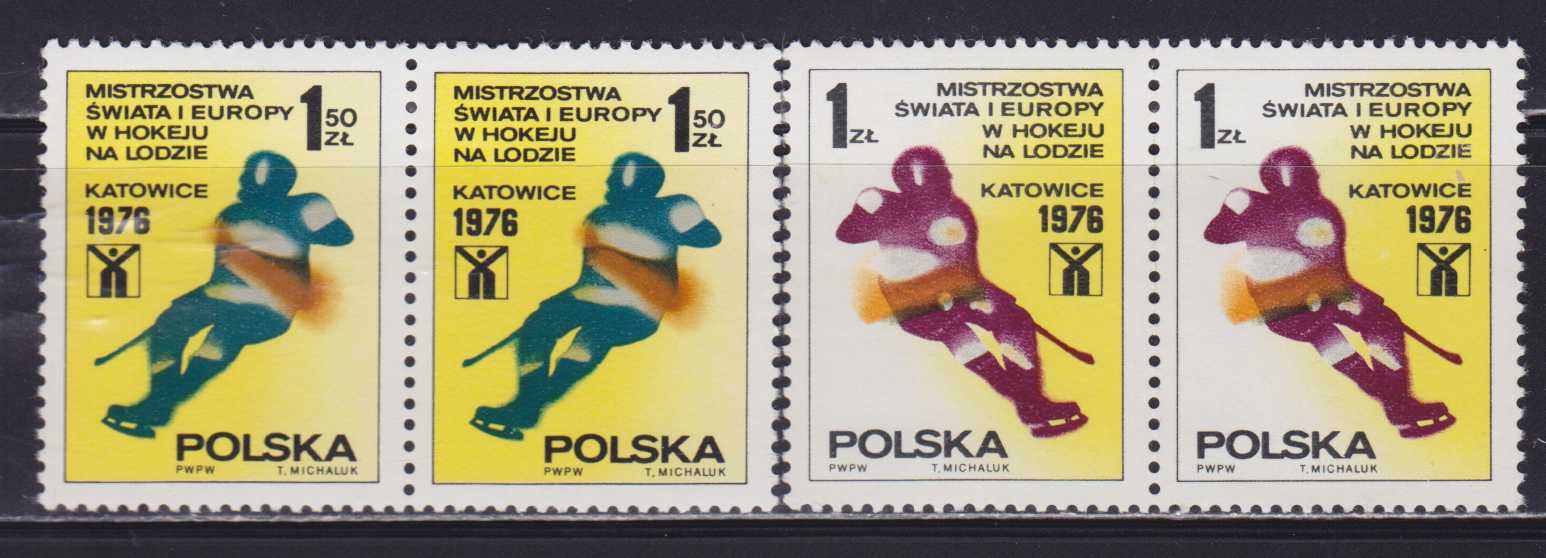 MISTRZOSTWA
ŚWIATA I EUROPY
W HOKEJU
NA LODZIE
1 50 ZŁ
KATOWICE
1976
POLSKA
PWPW T. MICHALUK
MISTRZOSTWA
ŚWIATA I EUROPY
W HOKEJU
NA LODZIE
1 50 ZŁ
KATOWICE
1976
POLSKA
PWPW T. MICHALUK
1 ZŁ
MISTRZOSTWA
ŚWIATA I EUROPY
W HOKEJU
NA LODZIE
KATOWICE
1976
POLSKA
PWPW T. MICHALUK
1 ZŁ
MISTRZOSTWA
ŚWIATA I EUROPY
W HOKEJU
NA LODZIE
KATOWICE
1976
POLSKA
PWPW T. MICHALUK